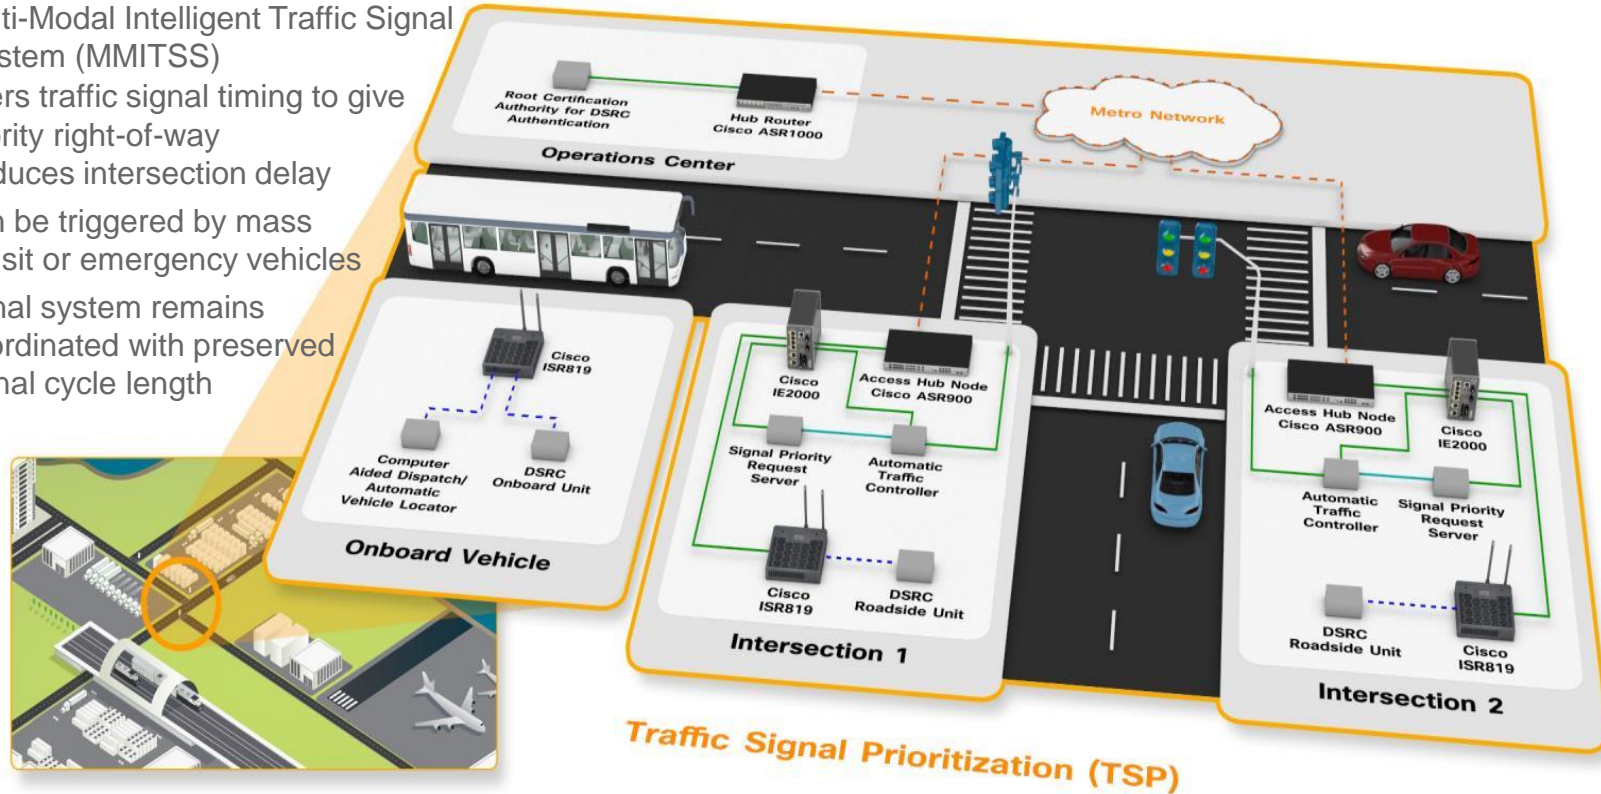 ti-Modal Intelligent Traffic Signal
stem (MMITSS)
ers traffic signal timing to give
ority right-of-way
duces intersection delay
n be triggered by mass
sit or emergency vehicles
nal system remains
ordinated with preserved
nal cycle length
Root Certification
Authority for DSRC
Authentication
Hub Router
Cisco ASR1000
Operations Center
Metro Network
Cisco
ISR819
Computer
Aided Dispatch/
Automatic
Vehicle Locator
DSRC
Onboard Unit
Onboard Vehicle
Cisco
IE2000
Access Hub Node
Cisco ASR900
Signal Priority
Request
Server
Automatic
Traffic
Controller
Cisco
ISR819
DSRC
Roadside Unit
Intersection 1
Access Hub Node
Cisco ASR900
Cisco
IE2000
Automatic
Traffic
Controller
Signal Priority
Request
Server
DSRC
Roadside Unit
Cisco
ISR819
Intersection 2
Traffic Signal Prioritization (TSP)